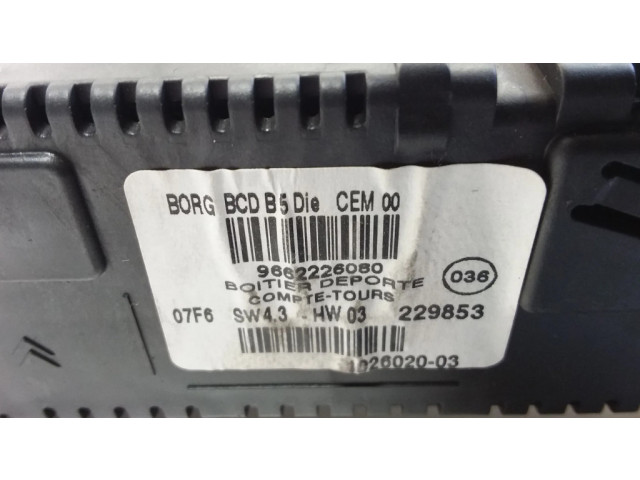 BORG BCD B5 Die CEM 00
9662226080
BOITIER DEPORTE
COMPTE-TOURS
036
07F6 SW4.3 - HW 03 229853
026020-03